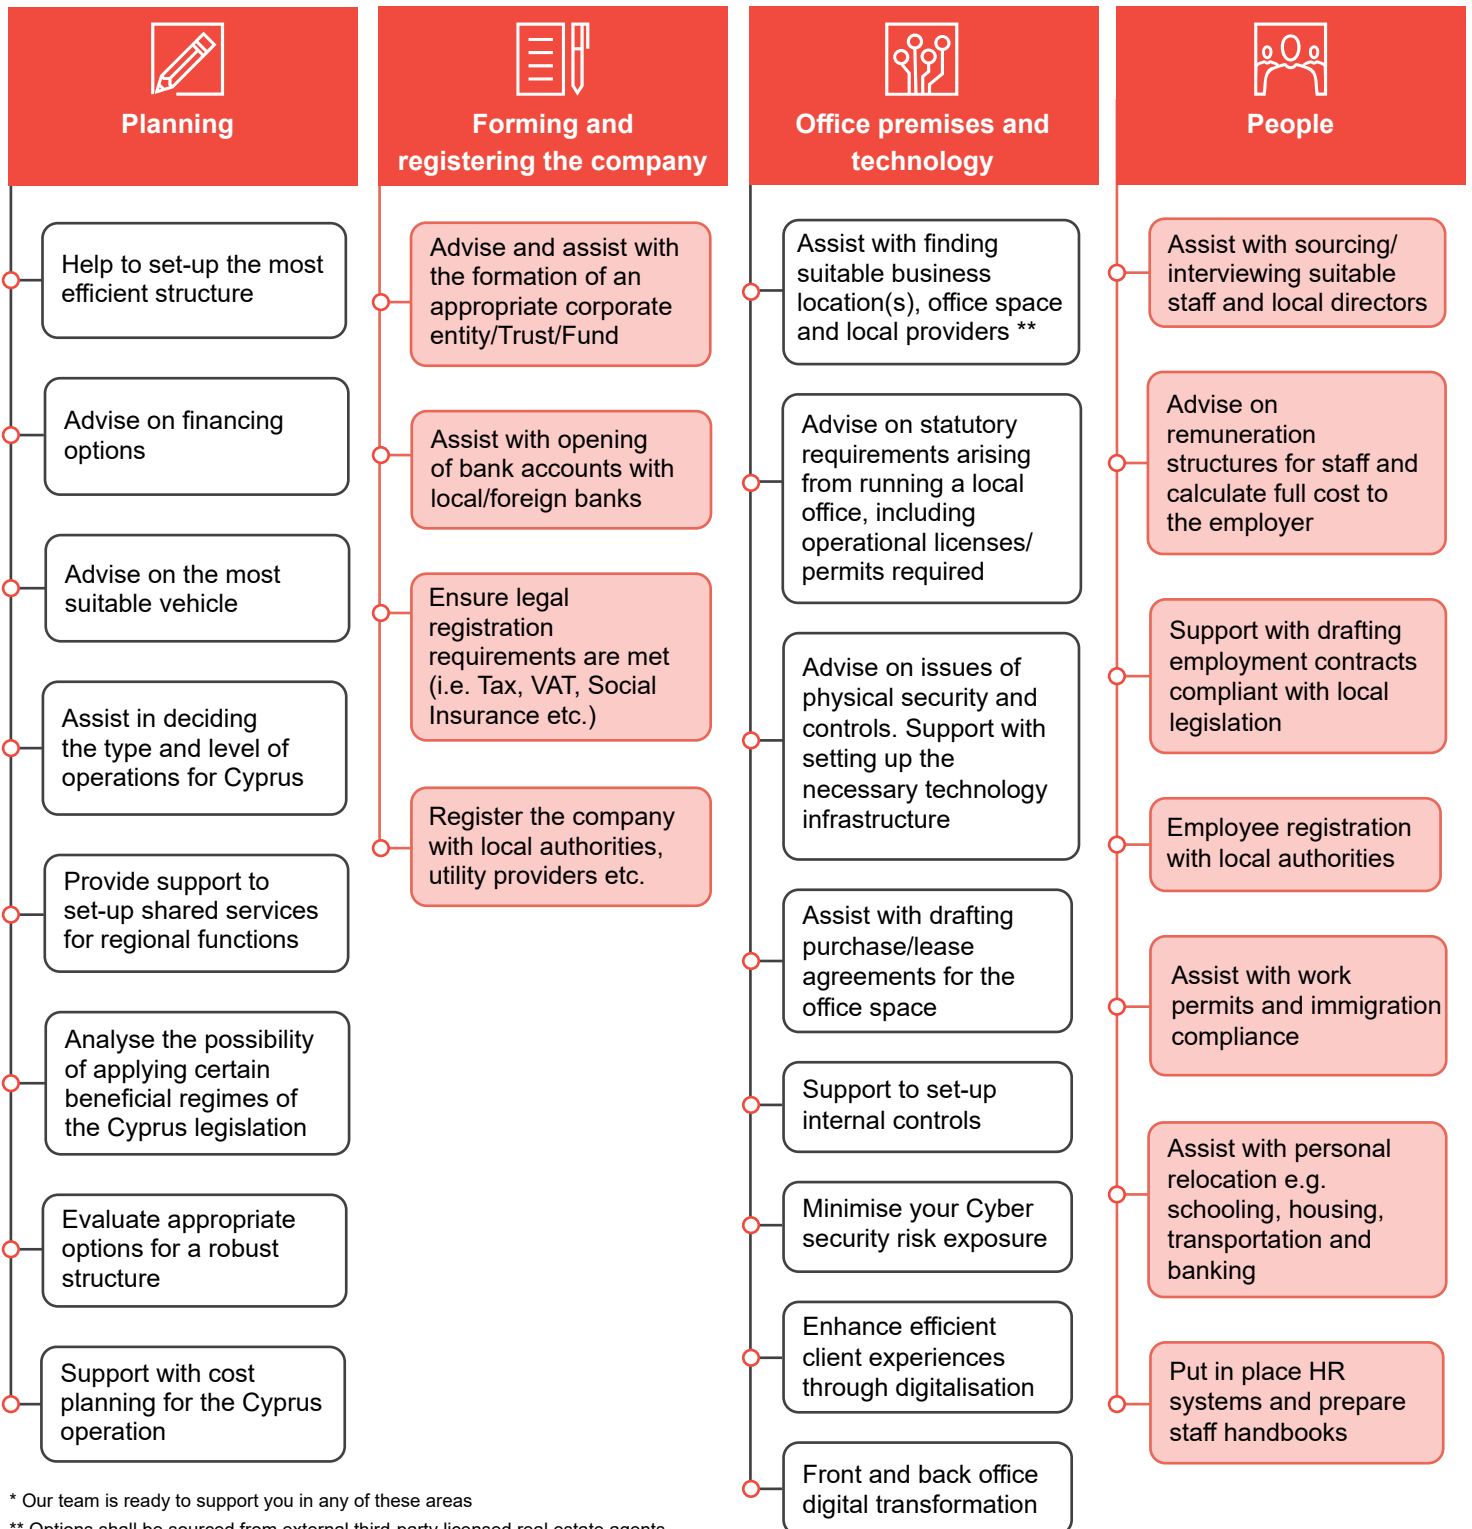 Planning
Help to set-up the most
efficient structure
Advise on financing
options
Advise on the most
suitable vehicle
Assist in deciding
the type and level of
operations for Cyprus
Provide support to
set-up shared services
for regional functions
Analyse the possibility
of applying certain
beneficial regimes of
the Cyprus legislation
Evaluate appropriate
options for a robust
structure
Support with cost
planning for the Cyprus
operation
Forming and
registering the company
Advise and assist with
the formation of an
appropriate corporate
entity/Trust/Fund
Assist with opening
of bank accounts with
local/foreign banks
Ensure legal
registration
requirements are met
(i.e. Tax, VAT, Social
Insurance etc.)
Register the company
with local authorities,
utility providers etc.
Office premises and
technology
Assist with finding
suitable business
location(s), office space
and local providers **
Advise on statutory
requirements arising
from running a local
office, including
operational licenses/
permits required
Advise on issues of
physical security and
controls. Support with
setting up the
necessary technology
infrastructure
Assist with drafting
purchase/lease
agreements for the
office space
Support to set-up
internal controls
Minimise your Cyber
security risk exposure
Enhance efficient
client experiences
through digitalisation
Front and back office
digital transformation
People
Assist with sourcing/
interviewing suitable
staff and local directors
Advise on
remuneration
structures for staff and
calculate full cost to
the employer
Support with drafting
employment contracts
compliant with local
legislation
Employee registration
with local authorities
Assist with work
permits and immigration
compliance
Assist with personal
relocation e.g.
schooling, housing,
transportation and
banking
Put in place HR
systems and prepare
staff handbooks
* Our team is ready to support you in any of these areas
** Options shall be sourced from external third-party licensed real estate agents